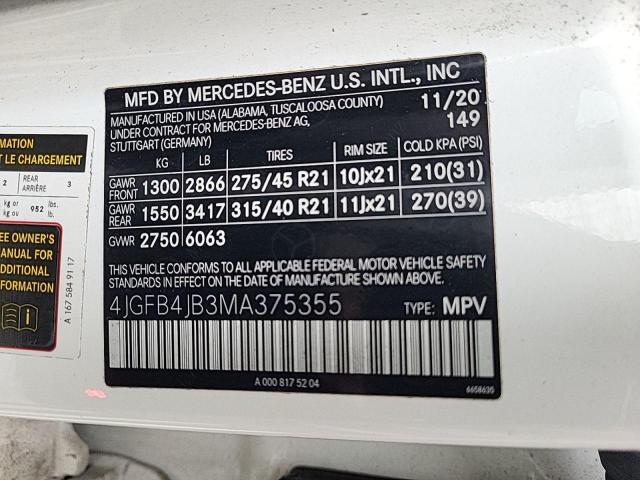 MFD BY MERCEDES-BENZ U.S. INTL., INC
MANUFACTURED IN USA (ALABAMA, TUSCALOOSA COUNTY) 11/20
UNDER CONTRACT FOR MERCEDES-BENZ AG, 149
STUTTGART (GERMANY)
KG LB TIRES RIM SIZE COLD KPA (PSI)
GAWR FRONT 1300 2866 275/45 R21 10Jx21 210(31)
GAWR REAR 1550 3417 315/40 R21 11Jx21 270(39)
GVWR 2750 6063
THIS VEHICLE CONFORMS TO ALL APPLICABLE FEDERAL MOTOR VEHICLE SAFETY
STANDARDS IN EFFECT ON THE DATE OF MANUFACTURE SHOWN ABOVE.
4JGFB4JB3MA375355 TYPE: MPV
A 000 817 52 04 6658635
MATION
T LE CHARGEMENT
2 REAR ARRIÈRE 3
kg or 952 lbs. lb.
EE OWNER'S
MANUAL FOR
ADDITIONAL
A 167 584 91 17